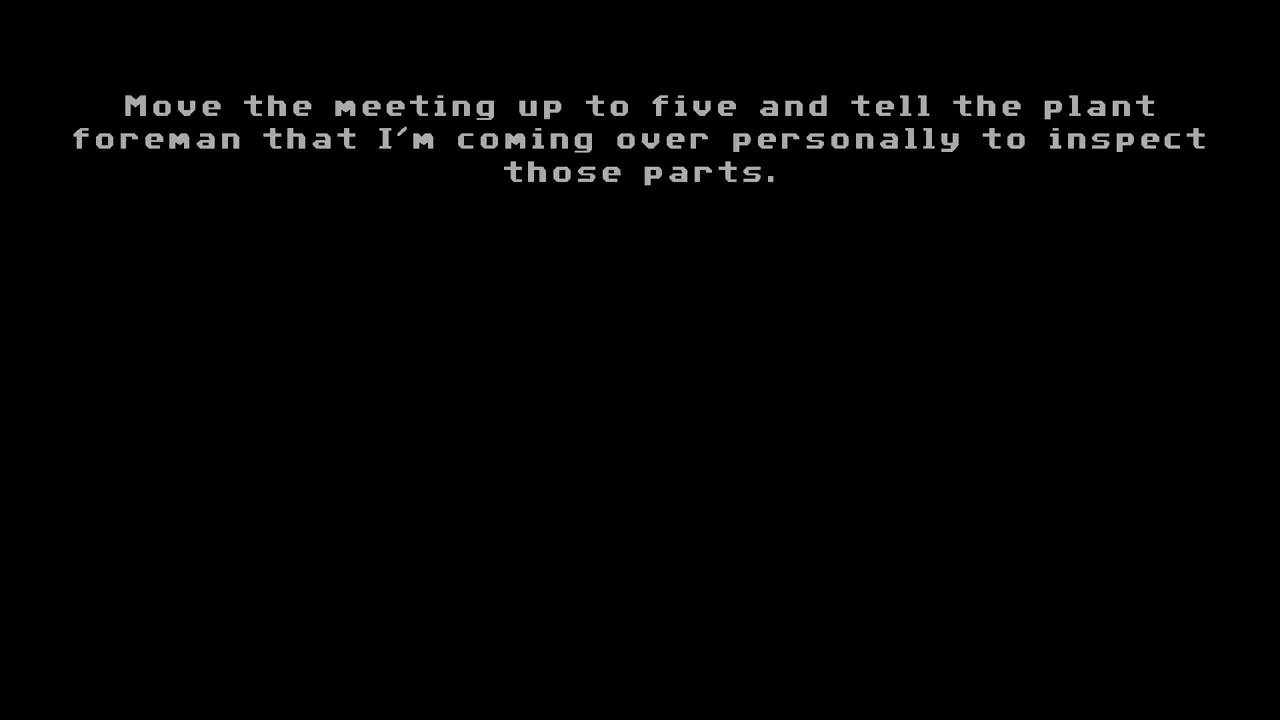 Move the meeting up to five and tell the plant
foreman that I'm coming over personally to inspect
those parts.